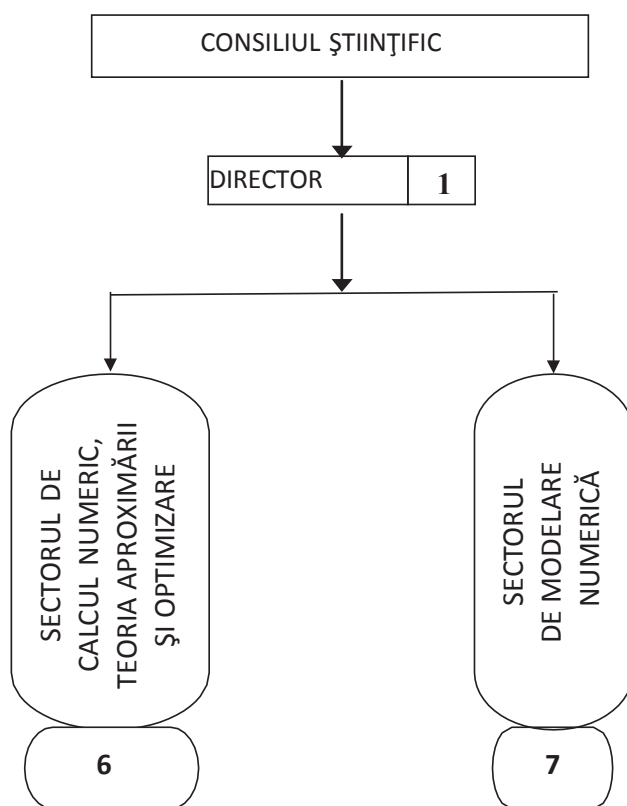 CONSILIUL ŞTIINŢIFIC
DIRECTOR
1
SECTORUL DE
CALCUL NUMERIC,
TEORIA APROXIMĂRII
ŞI OPTIMIZARE
6
SECTORUL
DE MODELARE
NUMERICĂ
7